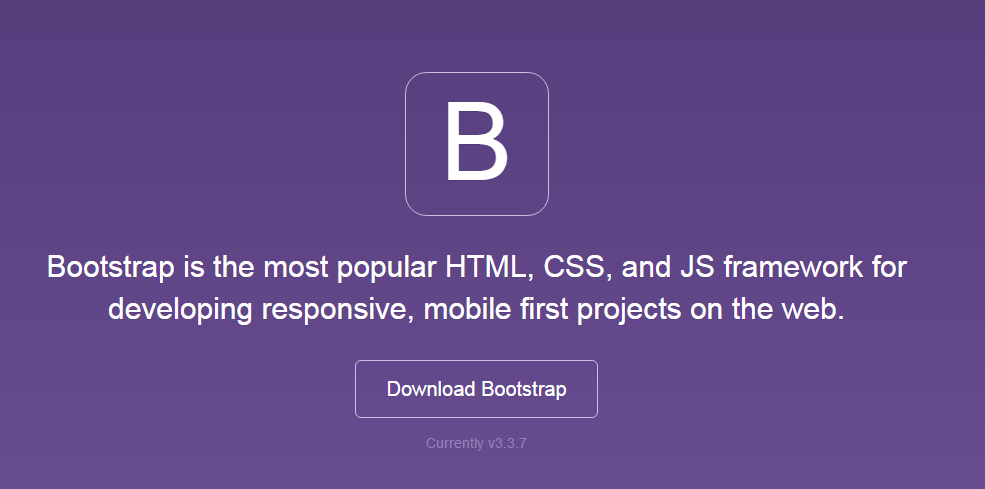 B
Bootstrap is the most popular HTML, CSS, and JS framework for
developing responsive, mobile first projects on the web.
Download Bootstrap
Currently v3.3.7